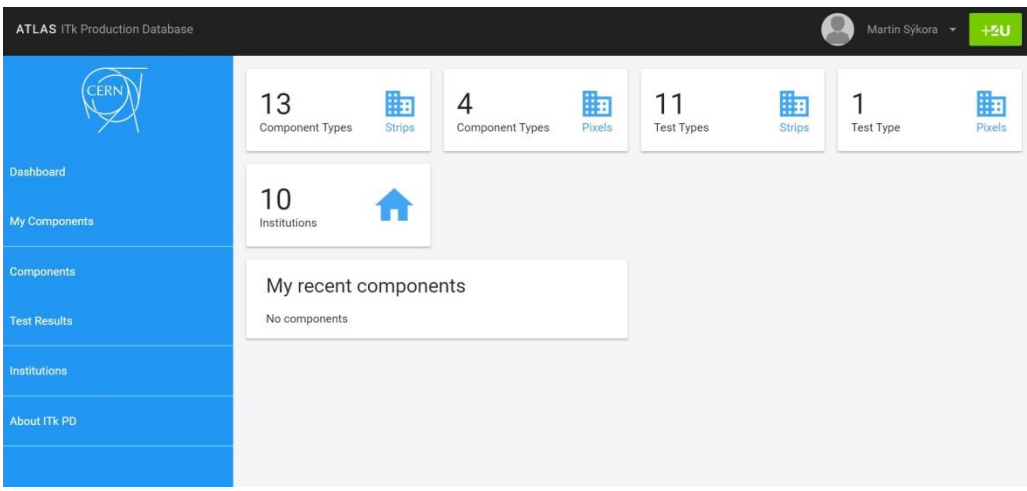 ATLAS ITk Production Database
Martin Sýkora
+4U
CERN
Dashboard
My Components
Components
Test Results
Institutions
About ITk PD
13
Component Types
Strips
4
Component Types
Pixels
11
Test Types
Strips
1
Test Type
Pixels
10
Institutions
My recent components
No components